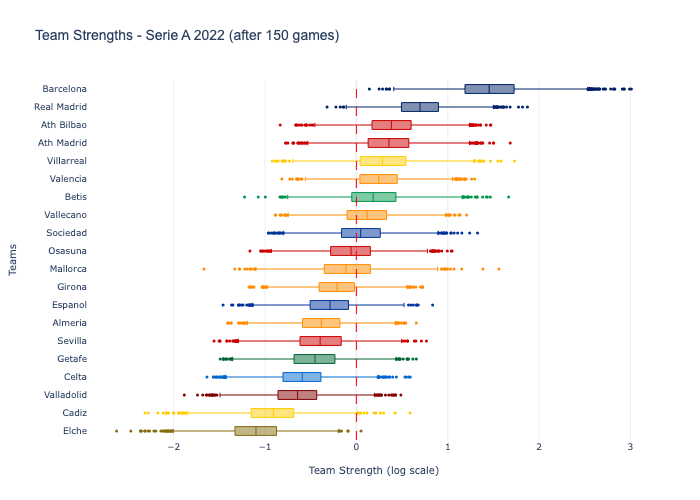 Team Strengths - Serie A 2022 (after 150 games)
Barcelona
Real Madrid
Ath Bilbao
Ath Madrid
Villarreal
Valencia
Betis
Vallecano
Sociedad
Osasuna
Mallorca
Girona
Espanol
Almeria
Sevilla
Getafe
Celta
Valladolid
Cadiz
Elche
Teams
−2 −1 0 1 2 3
Team Strength (log scale)